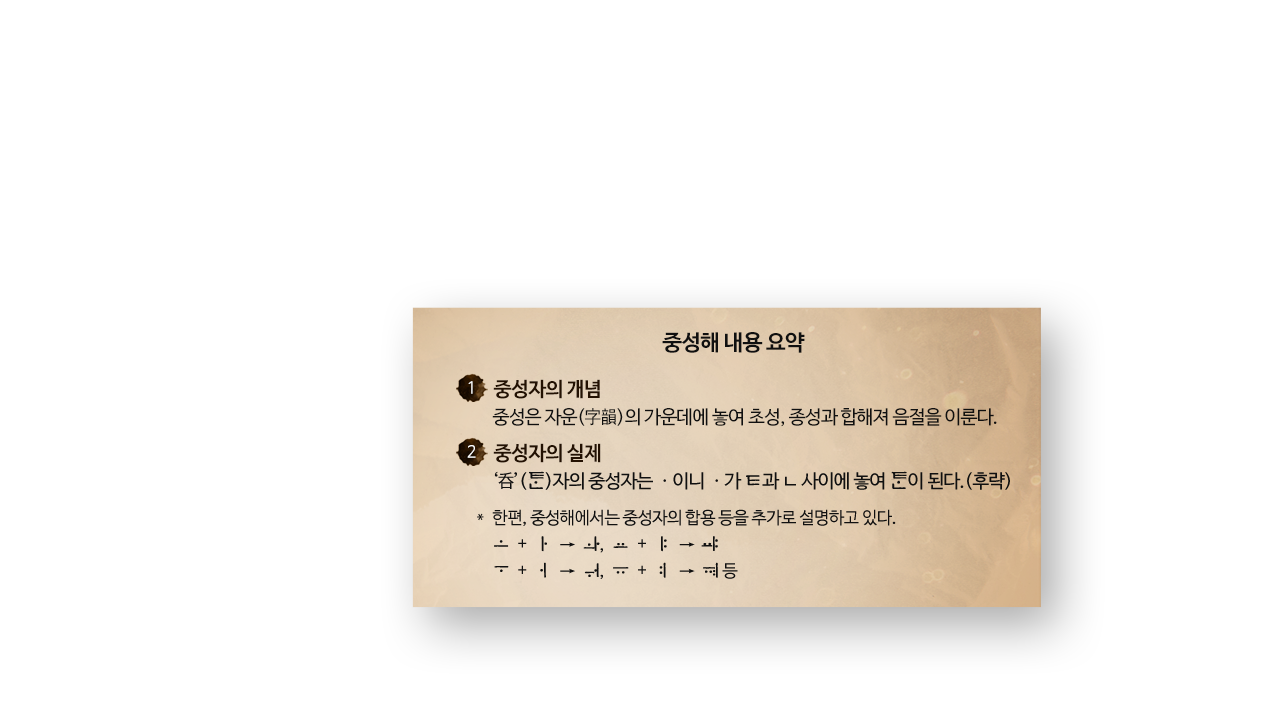 중성해 내용 요약
1 중성자의 개념
중성은 자운(字韻)의 가운데에 놓여 초성, 종성과 합해져 음절을 이룬다.
2 중성자의 실제
‘呑’(ᄐᆞᆫ)자의 중성자는 ㆍ이니 ㆍ가 ㅌ과 ㄴ 사이에 놓여 ᄐᆞᆫ이 된다.(후략)
* 한편, 중성해에서는 중성자의 합용 등을 추가로 설명하고 있다.
ㅗ + ㅏ → ㅘ, ㅛ + ㅑ → ㆇ
ㅜ + ㅓ → ㅝ, ㅠ + ㅕ → ㆊ 등